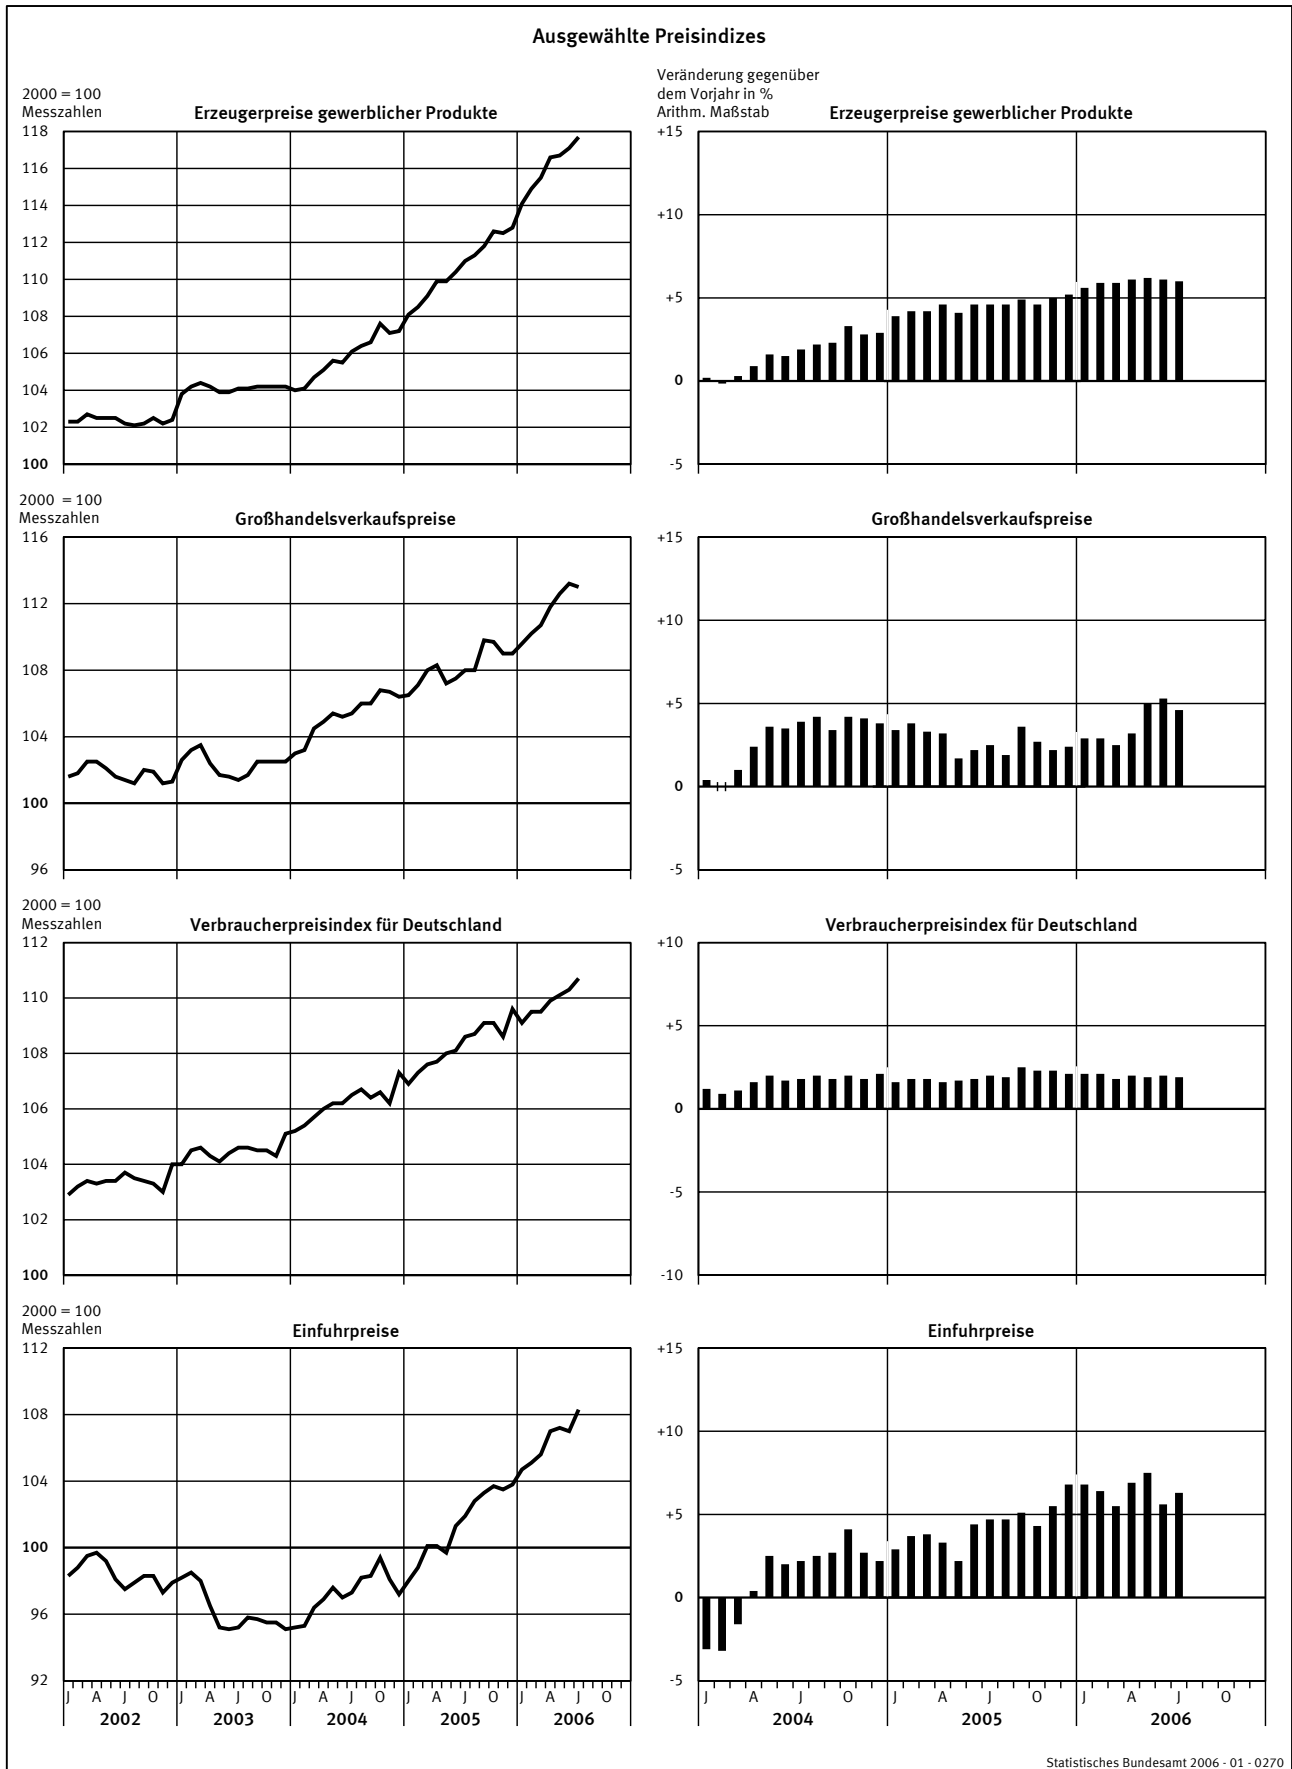 Ausgewählte Preisindizes
2000 = 100
Messzahlen
Erzeugerpreise gewerblicher Produkte
118
116
114
112
110
108
106
104
102
100
Veränderung gegenüber
dem Vorjahr in %
Arithm. Maßstab
Erzeugerpreise gewerblicher Produkte
+15
+10
+5
0
-5
2000 = 100
Messzahlen
Großhandelsverkaufspreise
116
112
108
104
100
96
Großhandelsverkaufspreise
+15
+10
+5
0
-5
2000 = 100
Messzahlen
Verbraucherpreisindex für Deutschland
112
110
108
106
104
102
100
Verbraucherpreisindex für Deutschland
+10
+5
0
-5
-10
2000 = 100
Messzahlen
Einfuhrpreise
112
108
104
100
96
92
J A J O J A J O J A J O J A J O J A J O
2002 2003 2004 2005 2006
Einfuhrpreise
+15
+10
+5
0
-5
J A J O J A J O J A J O
2004 2005 2006
Statistisches Bundesamt 2006 - 01 - 0270